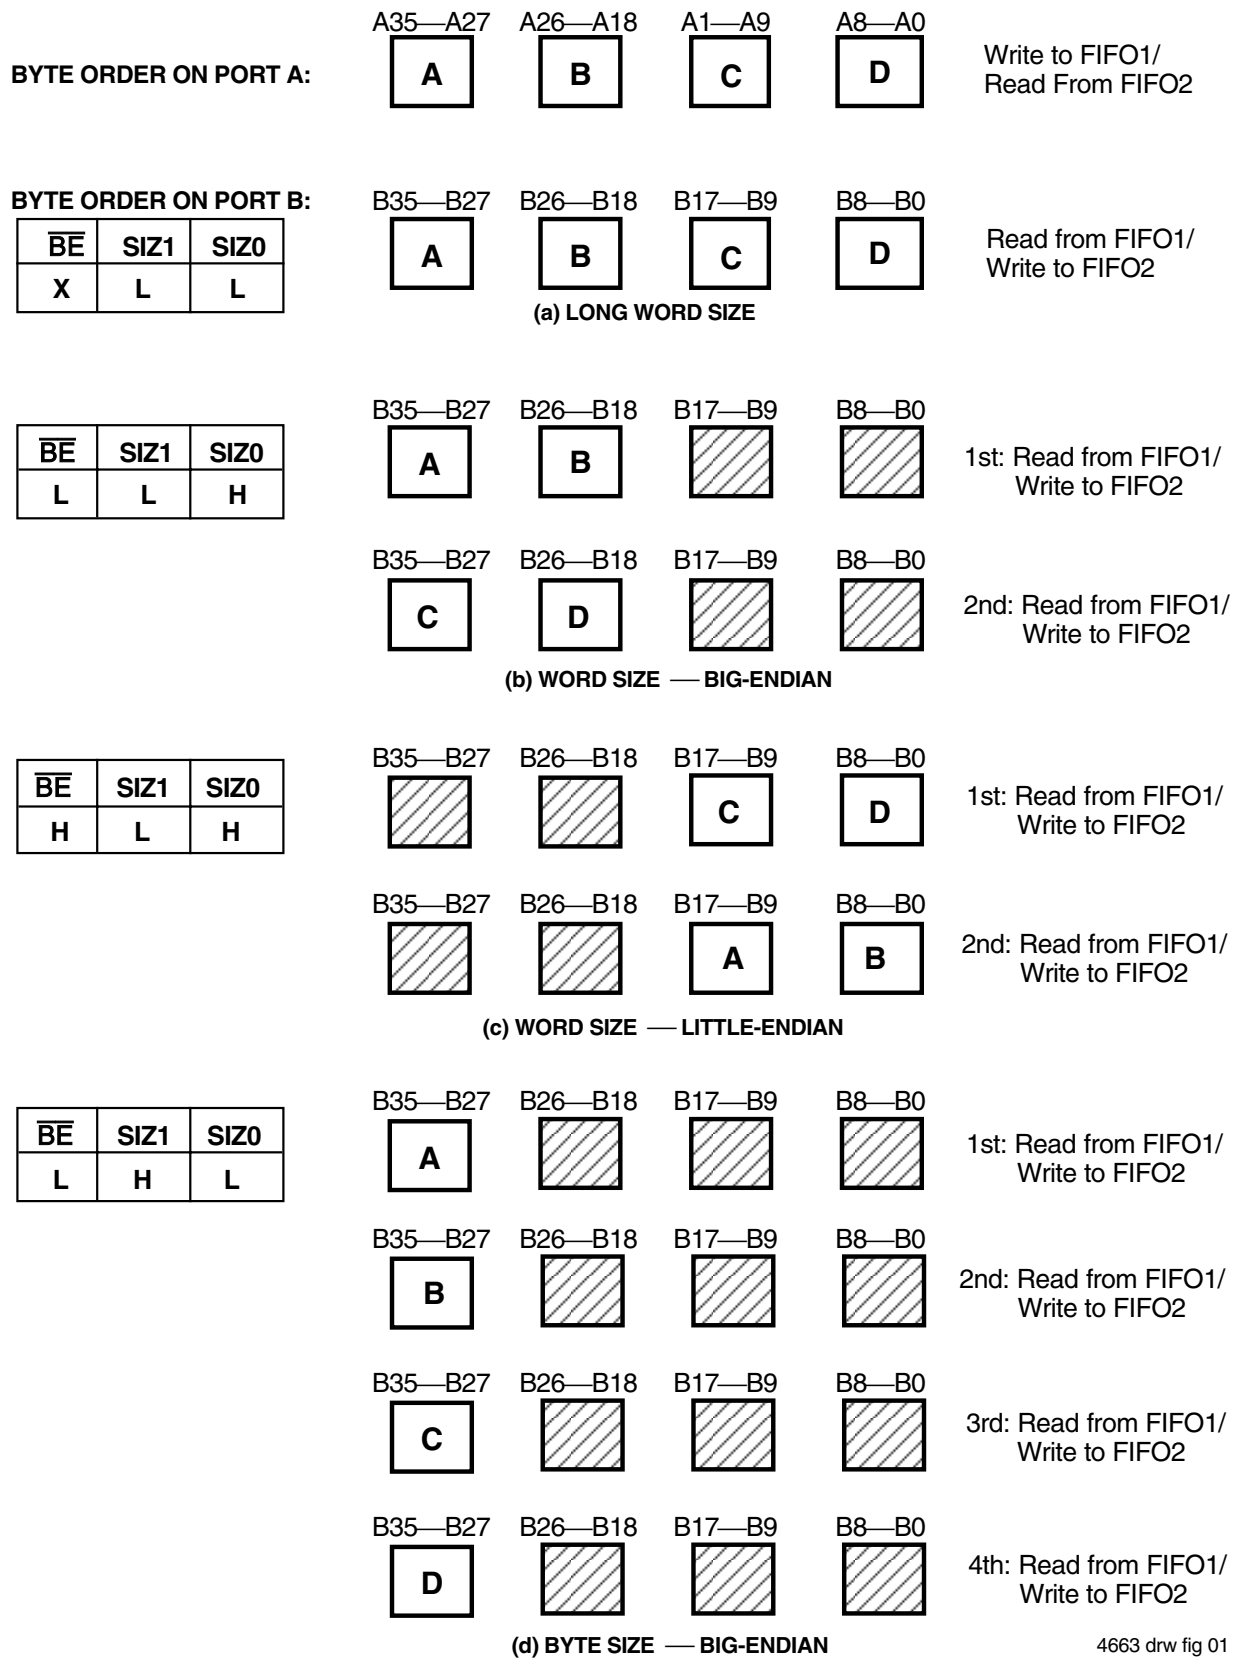 A35—A27 A26—A18 A1—A9 A8—A0
BYTE ORDER ON PORT A: A B C D Write to FIFO1/
Read From FIFO2
BYTE ORDER ON PORT B: B35—B27 B26—B18 B17—B9 B8—B0
BE SIZ1 SIZ0 A B C D Read from FIFO1/
X L L Write to FIFO2
(a) LONG WORD SIZE
B35—B27 B26—B18 B17—B9 B8—B0
BE SIZ1 SIZ0 A B 1st: Read from FIFO1/
L L H Write to FIFO2
B35—B27 B26—B18 B17—B9 B8—B0
C D 2nd: Read from FIFO1/
Write to FIFO2
(b) WORD SIZE — BIG-ENDIAN
B35—B27 B26—B18 B17—B9 B8—B0
BE SIZ1 SIZ0 C D 1st: Read from FIFO1/
H L H Write to FIFO2
B35—B27 B26—B18 B17—B9 B8—B0
A B 2nd: Read from FIFO1/
Write to FIFO2
(c) WORD SIZE — LITTLE-ENDIAN
B35—B27 B26—B18 B17—B9 B8—B0
BE SIZ1 SIZ0 A 1st: Read from FIFO1/
L H L Write to FIFO2
B35—B27 B26—B18 B17—B9 B8—B0
B 2nd: Read from FIFO1/
Write to FIFO2
B35—B27 B26—B18 B17—B9 B8—B0
C 3rd: Read from FIFO1/
Write to FIFO2
B35—B27 B26—B18 B17—B9 B8—B0
D 4th: Read from FIFO1/
Write to FIFO2
(d) BYTE SIZE — BIG-ENDIAN
4663 drw fig 01